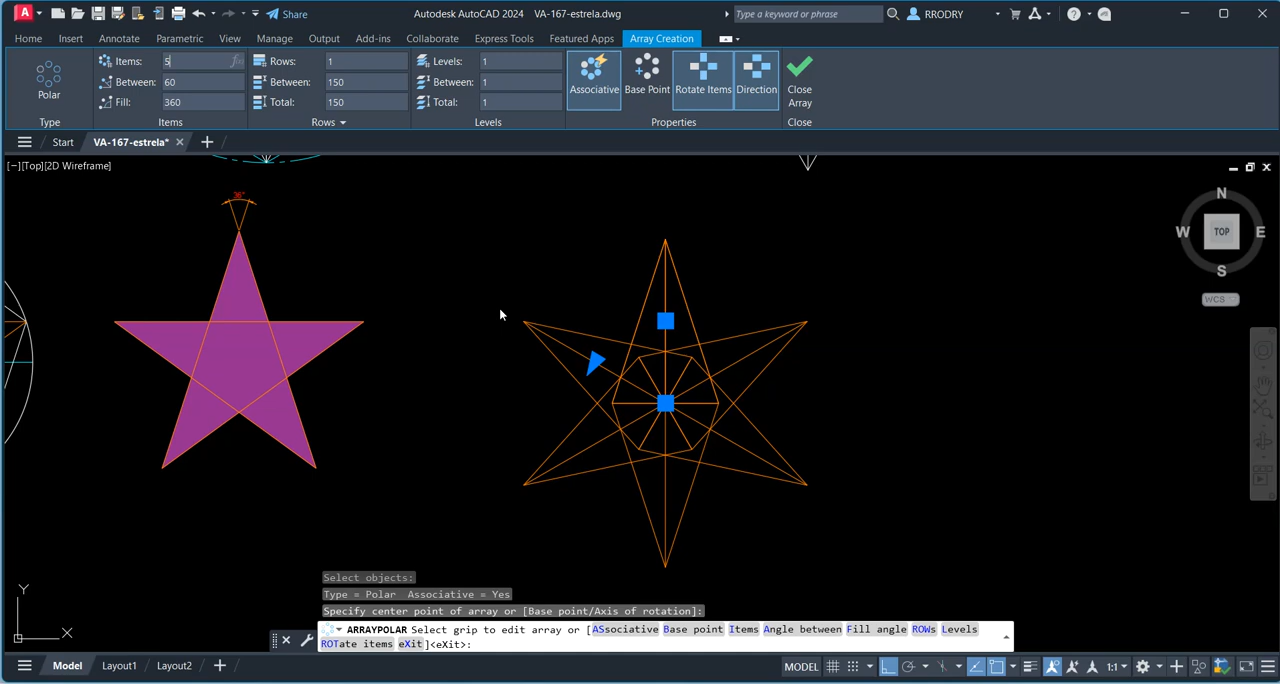 A Share Autodesk AutoCAD 2024 VA-167-estrela.dwg Type a keyword or phrase RRODRY
Home Insert Annotate Parametric View Manage Output Add-ins Collaborate Express Tools Featured Apps Array Creation
Items: 5 Rows: 1 Levels: 1
Between: 60 Between: 150 Between: 1
Fill: 360 Total: 150 Total: 1
Polar Associative Base Point Rotate Items Direction Close Array
Type Items Rows Levels Properties Close
Start VA-167-estrela*
[−][Top][2D Wireframe]
36°
N
W TOP E
S
WCS
Select objects:
Type = Polar Associative = Yes
Specify center point of array or [Base point/Axis of rotation]:
ARRAYPOLAR Select grip to edit array or [ASsociative Base point Items Angle between Fill angle ROWs Levels
ROTate items eXit]<eXit>:
Y
X
Model Layout1 Layout2 MODEL 1:1